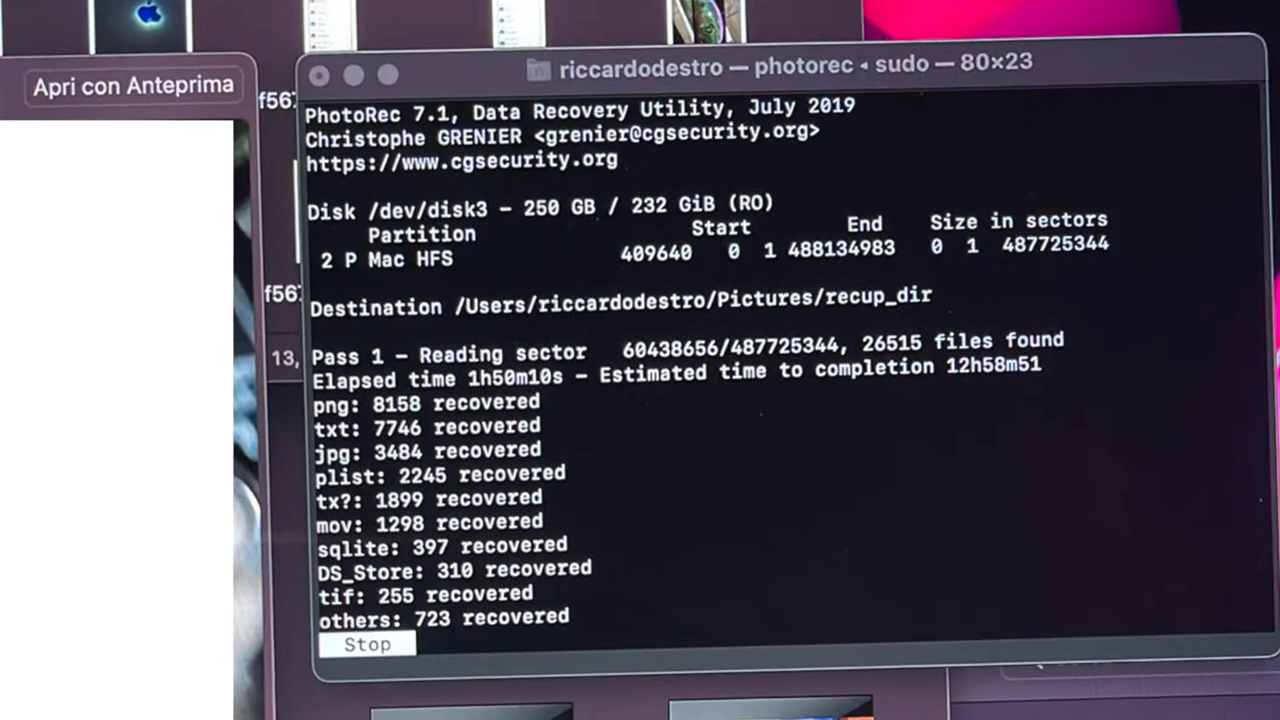 Apri con Anteprima
f567
f567
13,
riccardodestro — photorec ◂ sudo — 80×23
PhotoRec 7.1, Data Recovery Utility, July 2019
Christophe GRENIER <grenier@cgsecurity.org>
https://www.cgsecurity.org
Disk /dev/disk3 - 250 GB / 232 GiB (RO)
Partition Start End Size in sectors
2 P Mac HFS 409640 0 1 488134983 0 1 487725344
Destination /Users/riccardodestro/Pictures/recup_dir
Pass 1 - Reading sector 60438656/487725344, 26515 files found
Elapsed time 1h50m10s - Estimated time to completion 12h58m51
png: 8158 recovered
txt: 7746 recovered
jpg: 3484 recovered
plist: 2245 recovered
tx?: 1899 recovered
mov: 1298 recovered
sqlite: 397 recovered
DS_Store: 310 recovered
tif: 255 recovered
others: 723 recovered
Stop